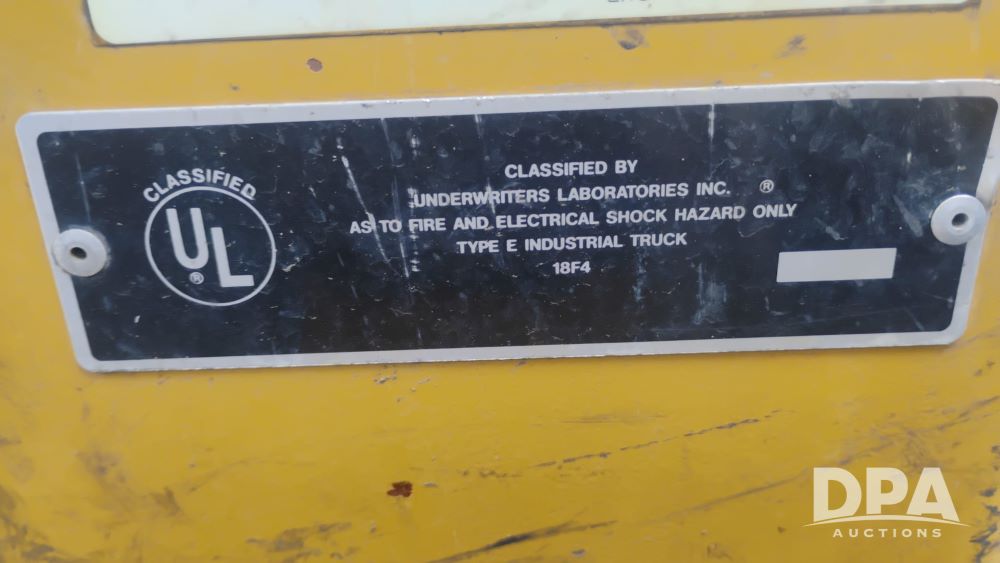 CLASSIFIED
UL
®
CLASSIFIED BY
UNDERWRITERS LABORATORIES INC. ®
AS TO FIRE AND ELECTRICAL SHOCK HAZARD ONLY
TYPE E INDUSTRIAL TRUCK
18F4
DPA
AUCTIONS